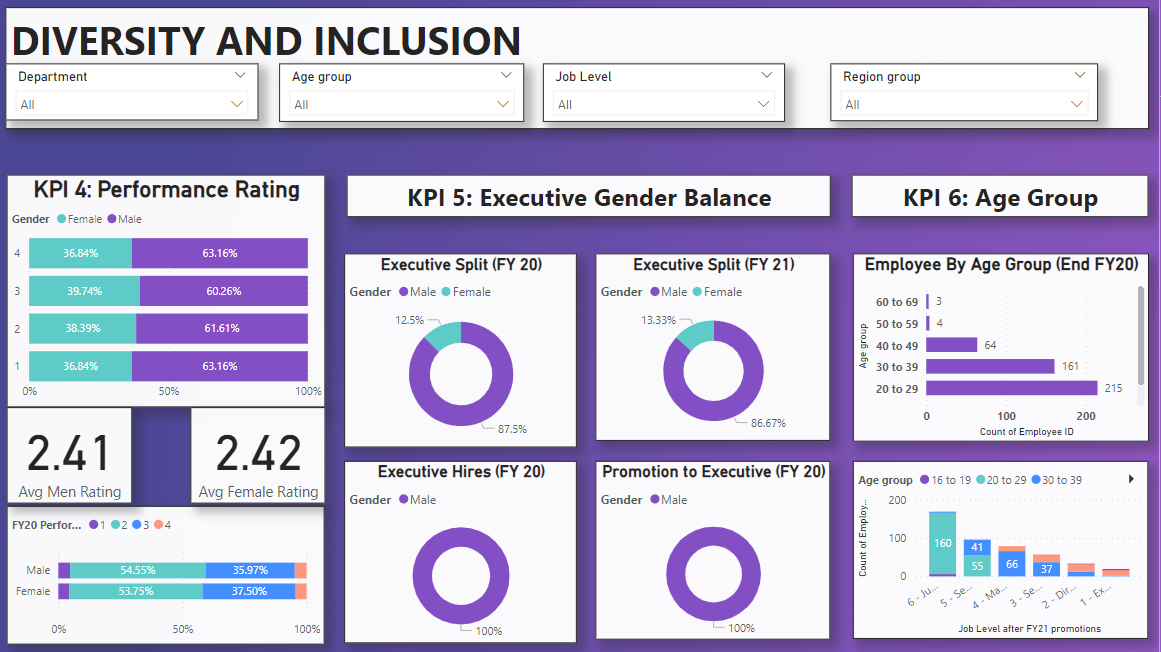 DIVERSITY AND INCLUSION
Department
All
Age group
All
Job Level
All
Region group
All
KPI 4: Performance Rating
Gender Female Male
4 36.84% 63.16%
3 39.74% 60.26%
2 38.39% 61.61%
1 36.84% 63.16%
0% 50% 100%
2.41
Avg Men Rating
2.42
Avg Female Rating
FY20 Perfor... 1 2 3 4
Male 54.55% 35.97%
Female 53.75% 37.50%
0% 50% 100%
KPI 5: Executive Gender Balance
Executive Split (FY 20)
Gender Male Female
12.5%
87.5%
Executive Split (FY 21)
Gender Male Female
13.33%
86.67%
Executive Hires (FY 20)
Gender Male
100%
Promotion to Executive (FY 20)
Gender Male
100%
KPI 6: Age Group
Employee By Age Group (End FY20)
Age group
60 to 69 3
50 to 59 4
40 to 49 64
30 to 39 161
20 to 29 215
0 100 200
Count of Employee ID
Age group 16 to 19 20 to 29 30 to 39
Count of Employ...
200
100
0
160
41
55
66
37
6 - Ju...
5 - Se...
4 - Ma...
3 - Se...
2 - Dir...
1 - Ex...
Job Level after FY21 promotions